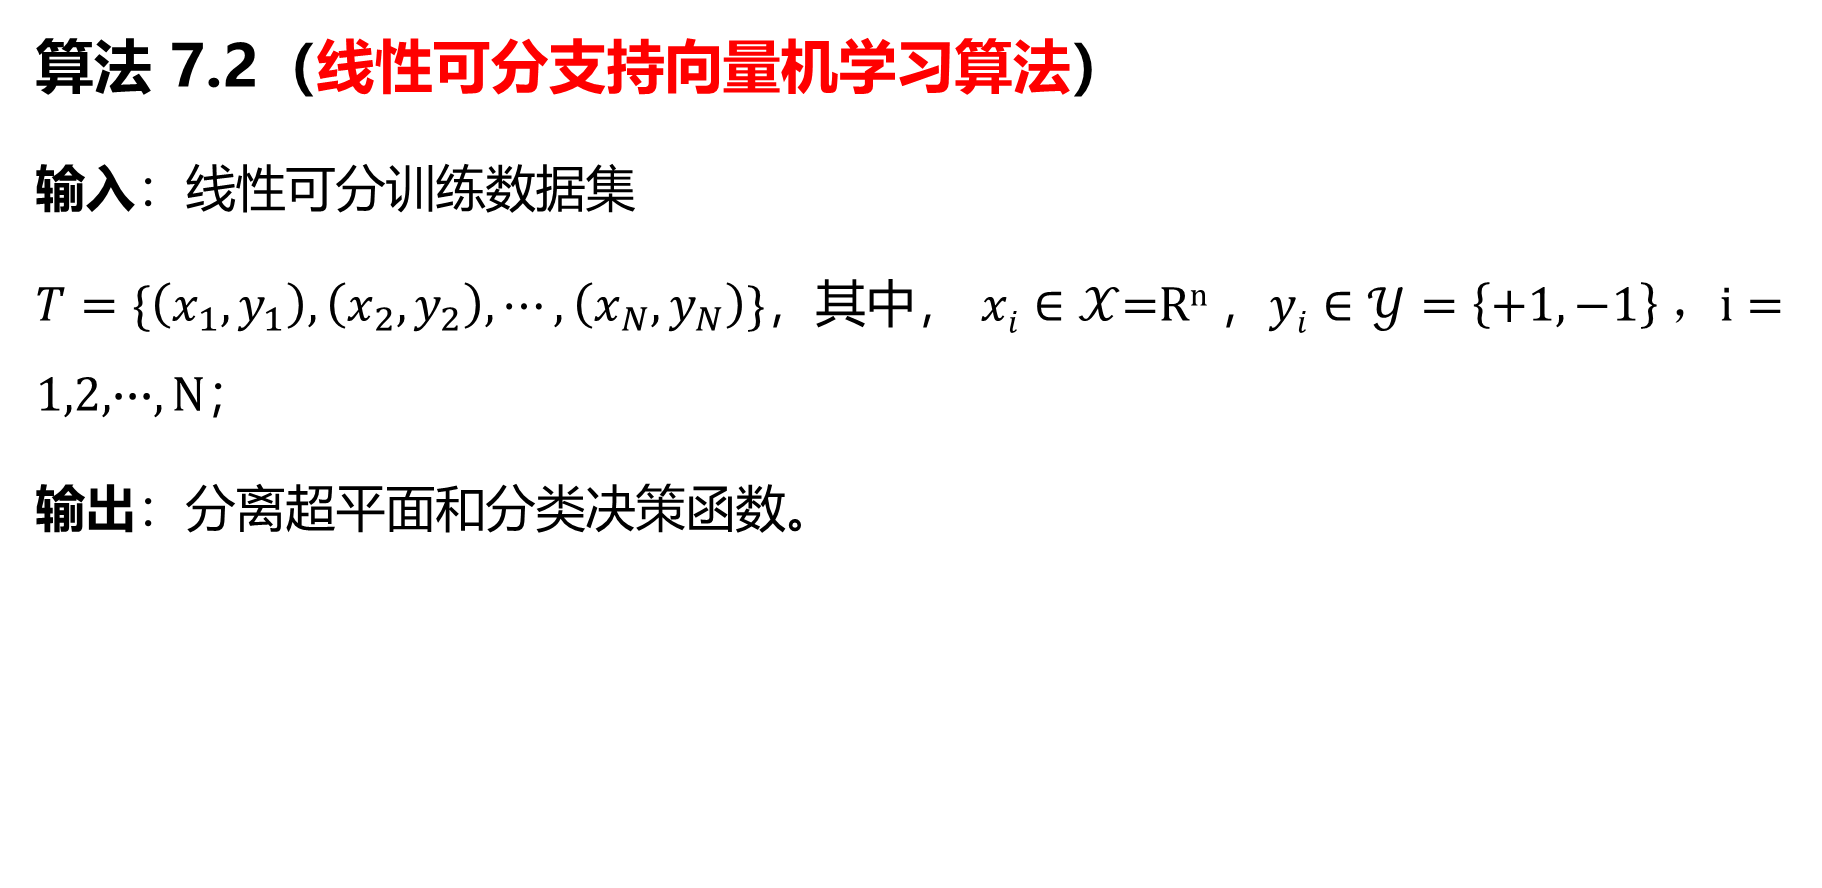 算法 7.2（线性可分支持向量机学习算法）
输入：线性可分训练数据集
𝑇 = {(𝑥₁, 𝑦₁), (𝑥₂, 𝑦₂), ⋯ , (𝑥_𝑁, 𝑦_𝑁)}，其中， 𝑥ᵢ ∈ 𝒳=Rⁿ ，𝑦ᵢ ∈ 𝒴 = {+1, −1} ，i =
1,2,⋯, N；
输出：分离超平面和分类决策函数。